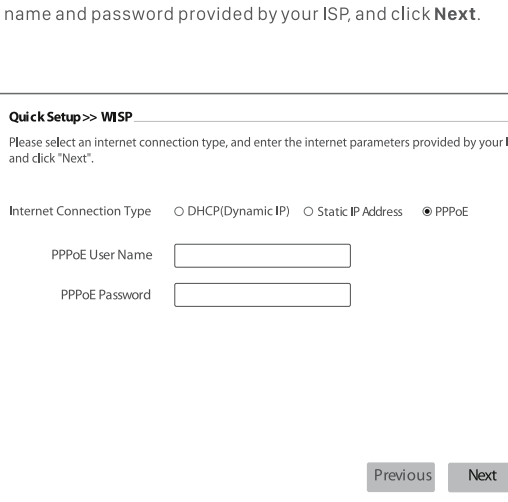 name and password provided by your ISP, and click Next.
Quick Setup>> WISP
Please select an internet connection type, and enter the internet parameters provided by your
and click "Next".
Internet Connection Type DHCP(Dynamic IP) Static IP Address PPPoE
PPPoE User Name
PPPoE Password
Previous Next